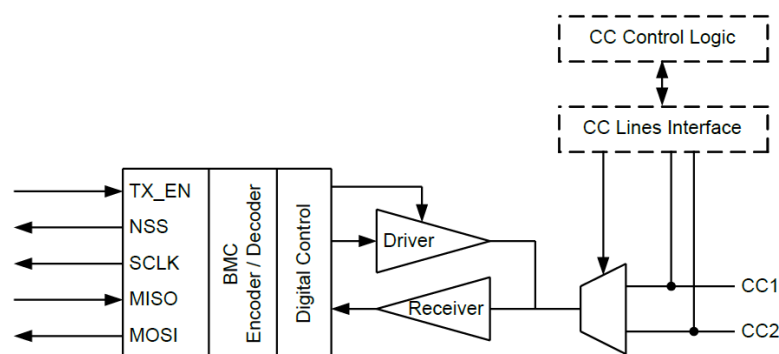 CC Control Logic
CC Lines Interface
TX_EN
NSS
SCLK
MISO
MOSI
BMC
Encoder / Decoder
Digital Control
Driver
Receiver
CC1
CC2